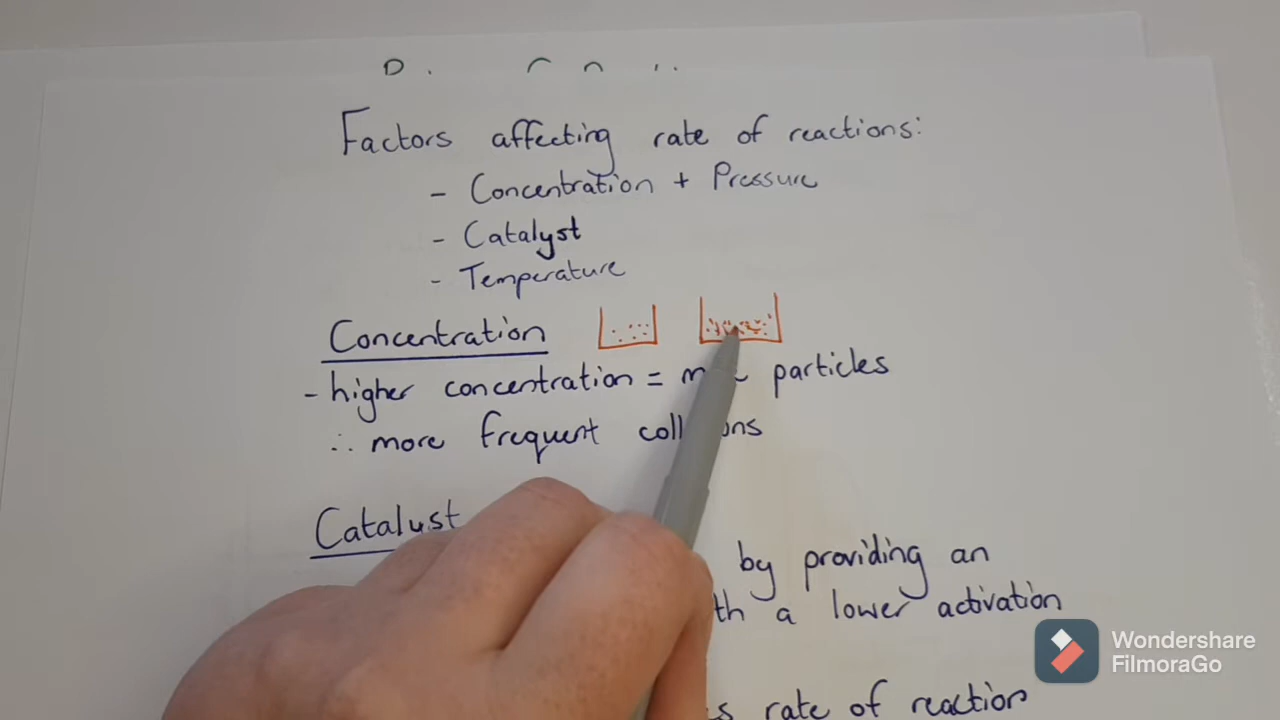 Factors affecting rate of reactions:
- Concentration + Pressure
- Catalyst
- Temperature
Concentration
- higher concentration = particles
∴ more frequent
Catalyst
by providing an
a lower activation
rate of reaction
Wondershare
FilmoraGo